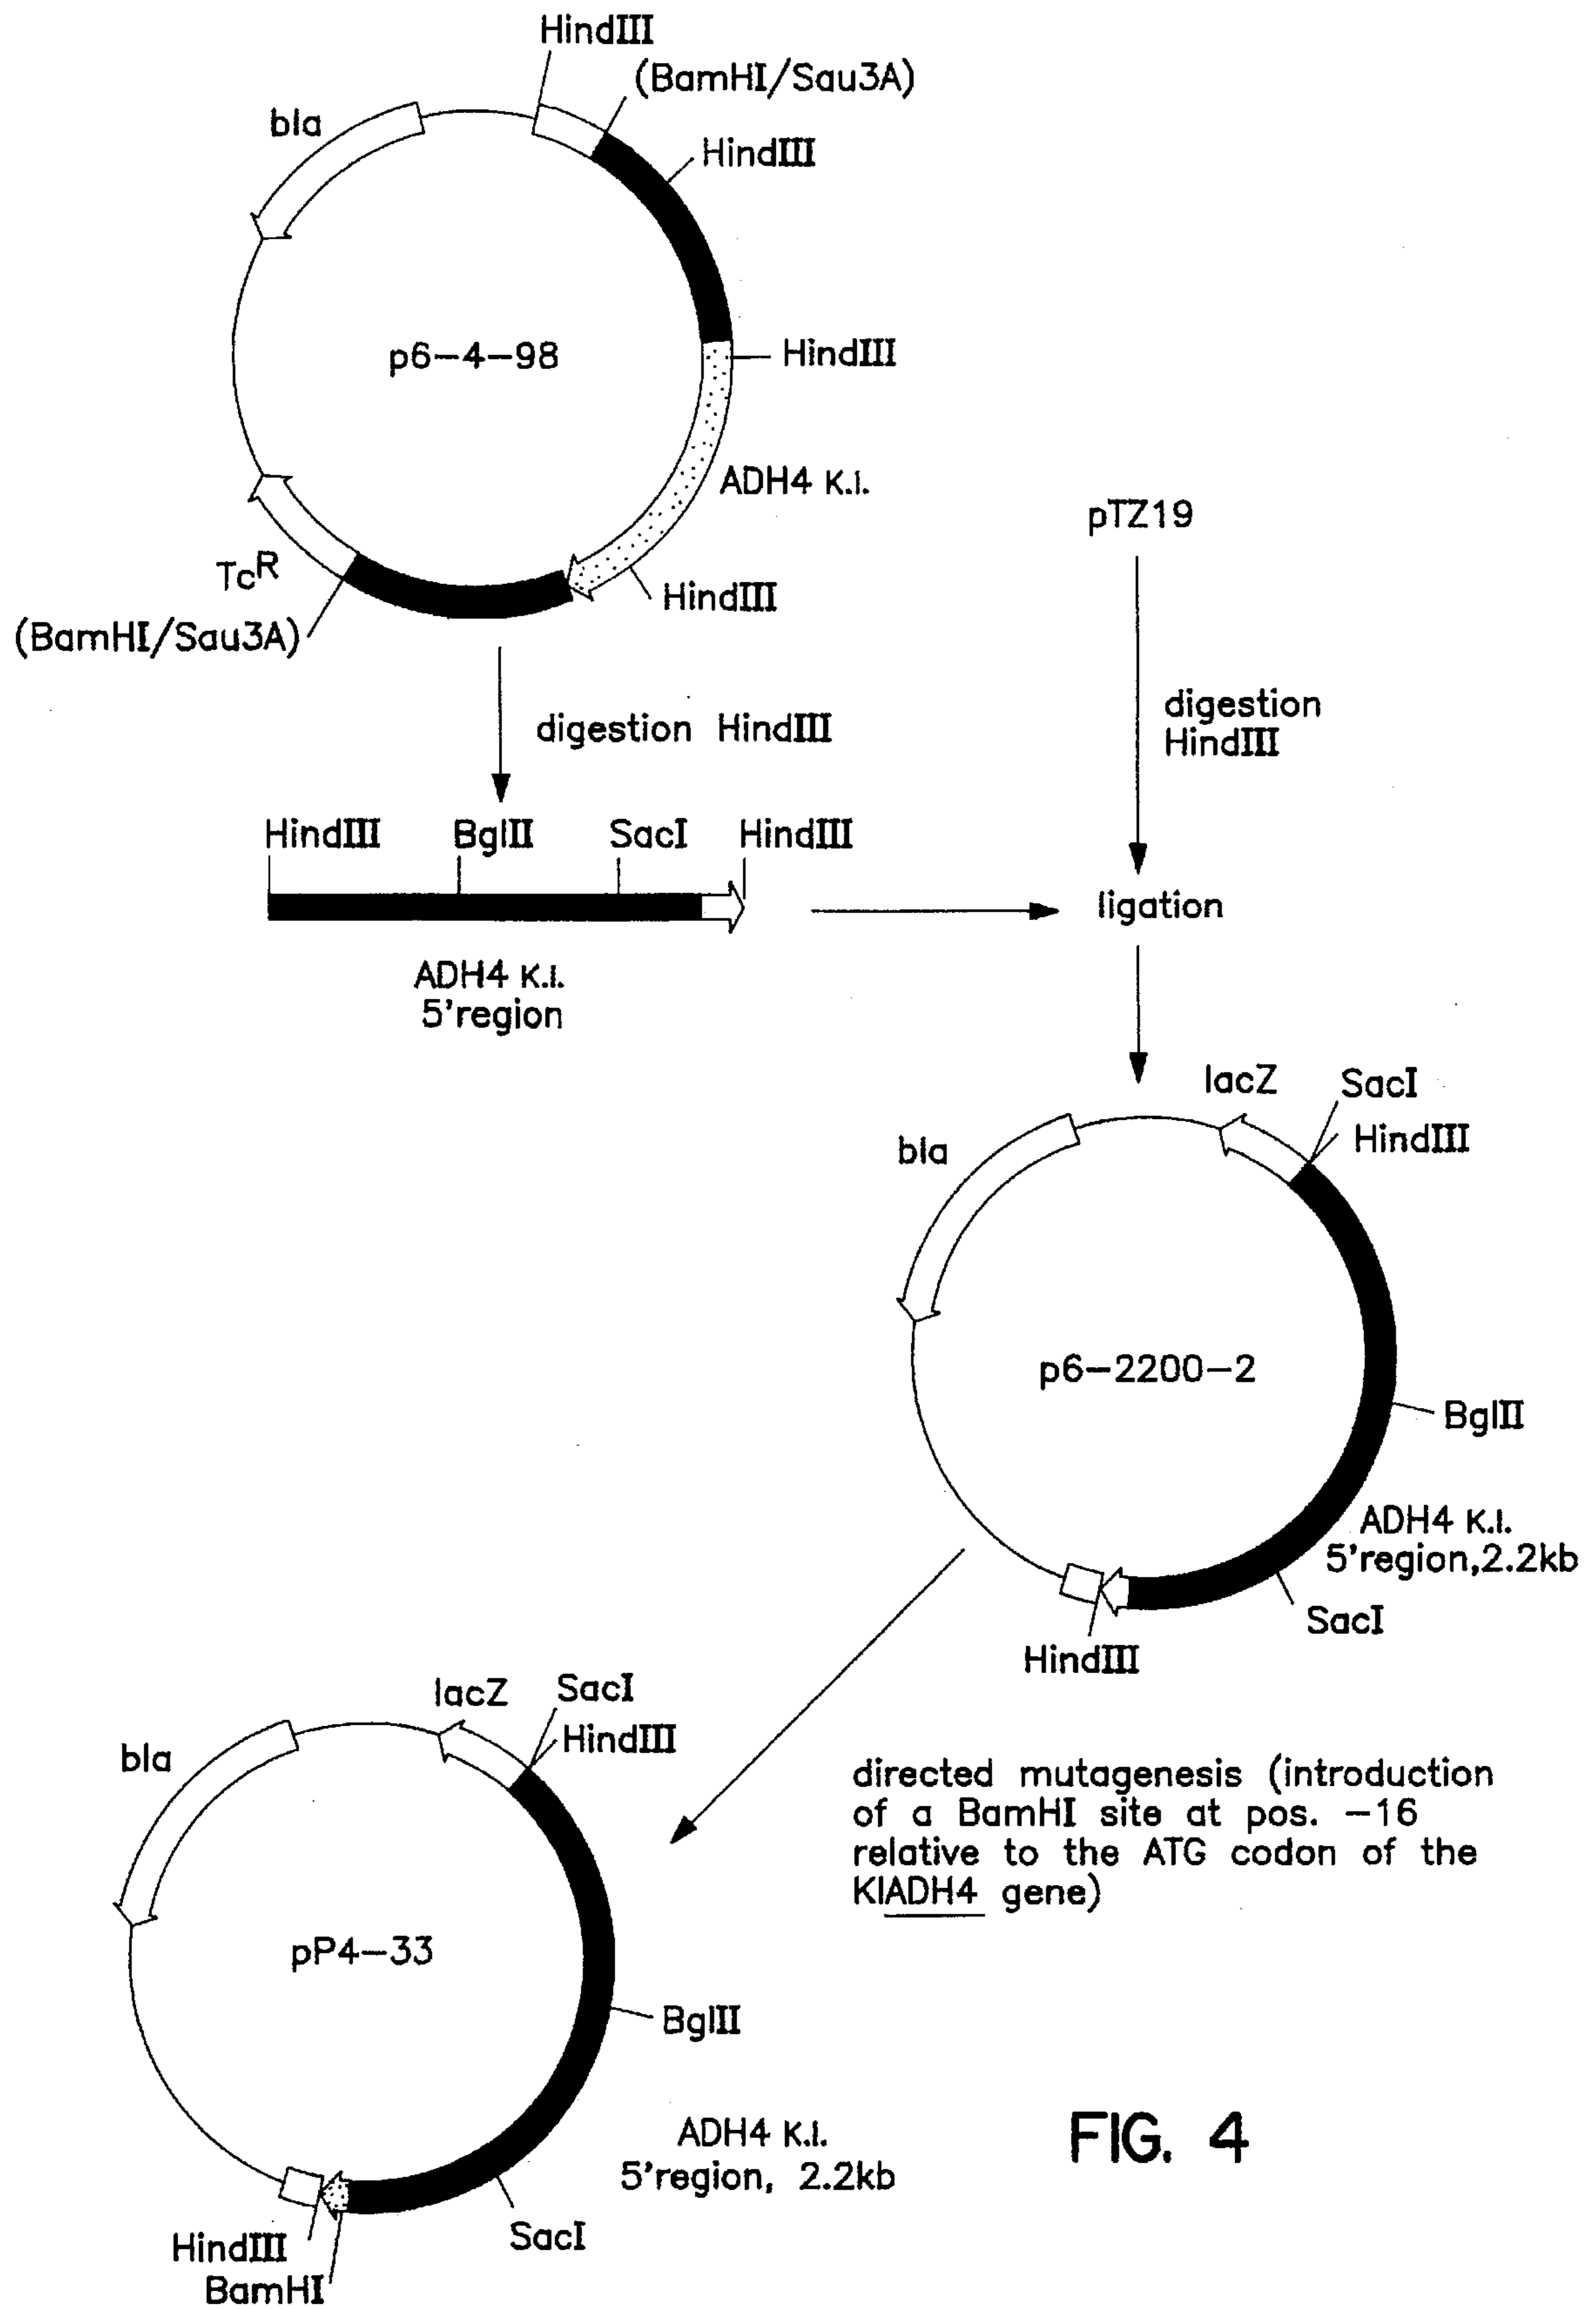 HindIII
(BamHI/Sau3A)
bla
HindIII
p6-4-98
HindIII
ADH4 K.l.
HindIII
TcR
(BamHI/Sau3A)
pTZ19
digestion HindIII
digestion
HindIII
HindIII
BglII
SacI
HindIII
ligation
ADH4 K.l.
5'region
lacZ
SacI
HindIII
bla
p6-2200-2
BglII
ADH4 K.l.
5'region,2.2kb
SacI
HindIII
lacZ
SacI
HindIII
bla
directed mutagenesis (introduction
of a BamHI site at pos. -16
relative to the ATG codon of the
KlADH4 gene)
pP4-33
BglII
ADH4 K.l.
5'region, 2.2kb
SacI
HindIII
BamHI
FIG. 4